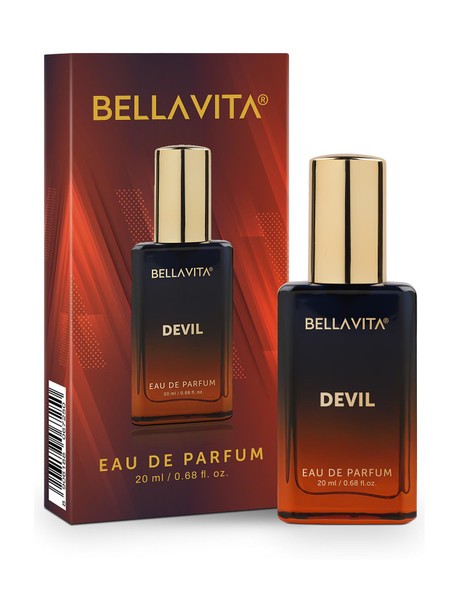 BELLAVITA®
BELLAVITA®
DEVIL
EAU DE PARFUM
20 ml / 0.68 fl. oz.
EAU DE PARFUM
20 ml / 0.68 fl. oz.
BELLAVITA®
DEVIL
EAU DE PARFUM
20 ml / 0.68 fl. oz.